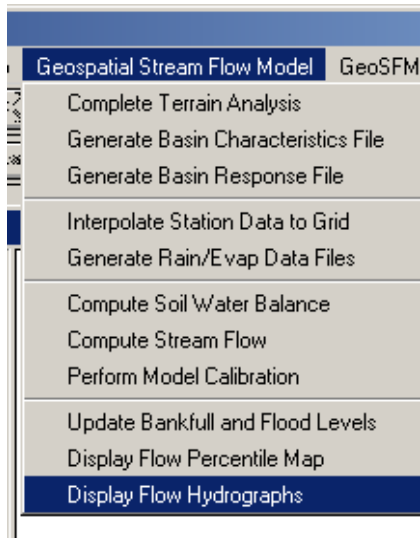 Geospatial Stream Flow Model GeoSFM
Complete Terrain Analysis
Generate Basin Characteristics File
Generate Basin Response File
Interpolate Station Data to Grid
Generate Rain/Evap Data Files
Compute Soil Water Balance
Compute Stream Flow
Perform Model Calibration
Update Bankfull and Flood Levels
Display Flow Percentile Map
Display Flow Hydrographs